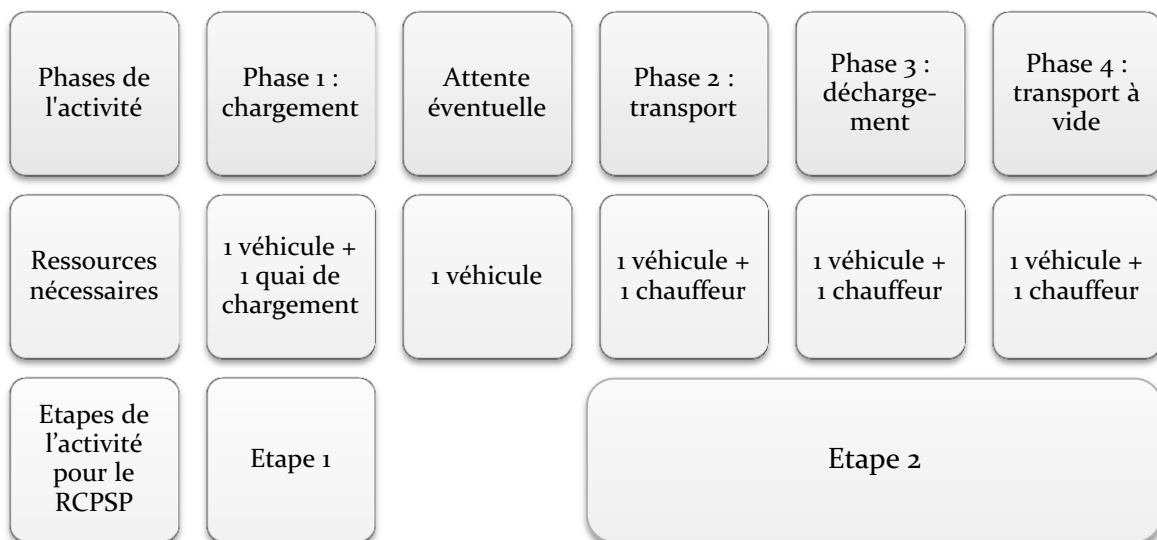 Phases de
l'activité
Phase 1 :
chargement
Attente
éventuelle
Phase 2 :
transport
Phase 3 :
décharge-
ment
Phase 4 :
transport à
vide
Ressources
nécessaires
1 véhicule +
1 quai de
chargement
1 véhicule
1 véhicule +
1 chauffeur
1 véhicule +
1 chauffeur
1 véhicule +
1 chauffeur
Etapes de
l’activité
pour le
RCPSP
Etape 1
Etape 2